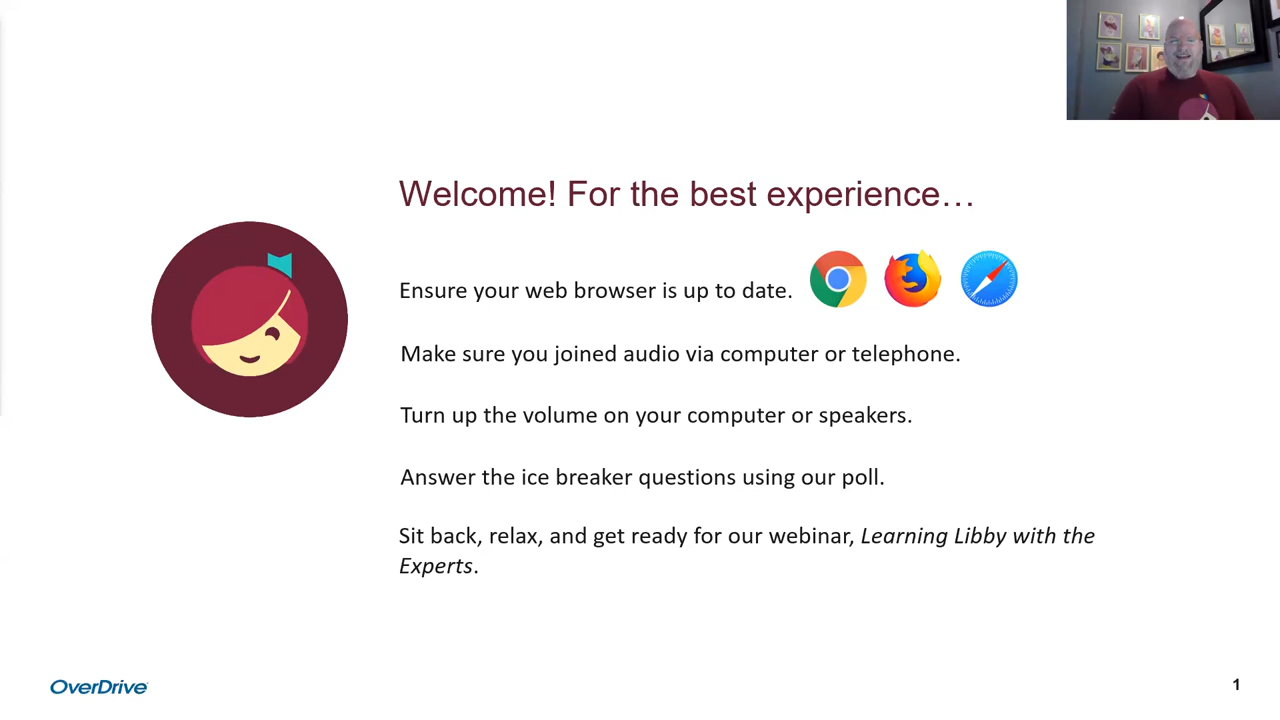 Welcome! For the best experience…
Ensure your web browser is up to date.
Make sure you joined audio via computer or telephone.
Turn up the volume on your computer or speakers.
Answer the ice breaker questions using our poll.
Sit back, relax, and get ready for our webinar, Learning Libby with the
Experts.
OverDrive
1